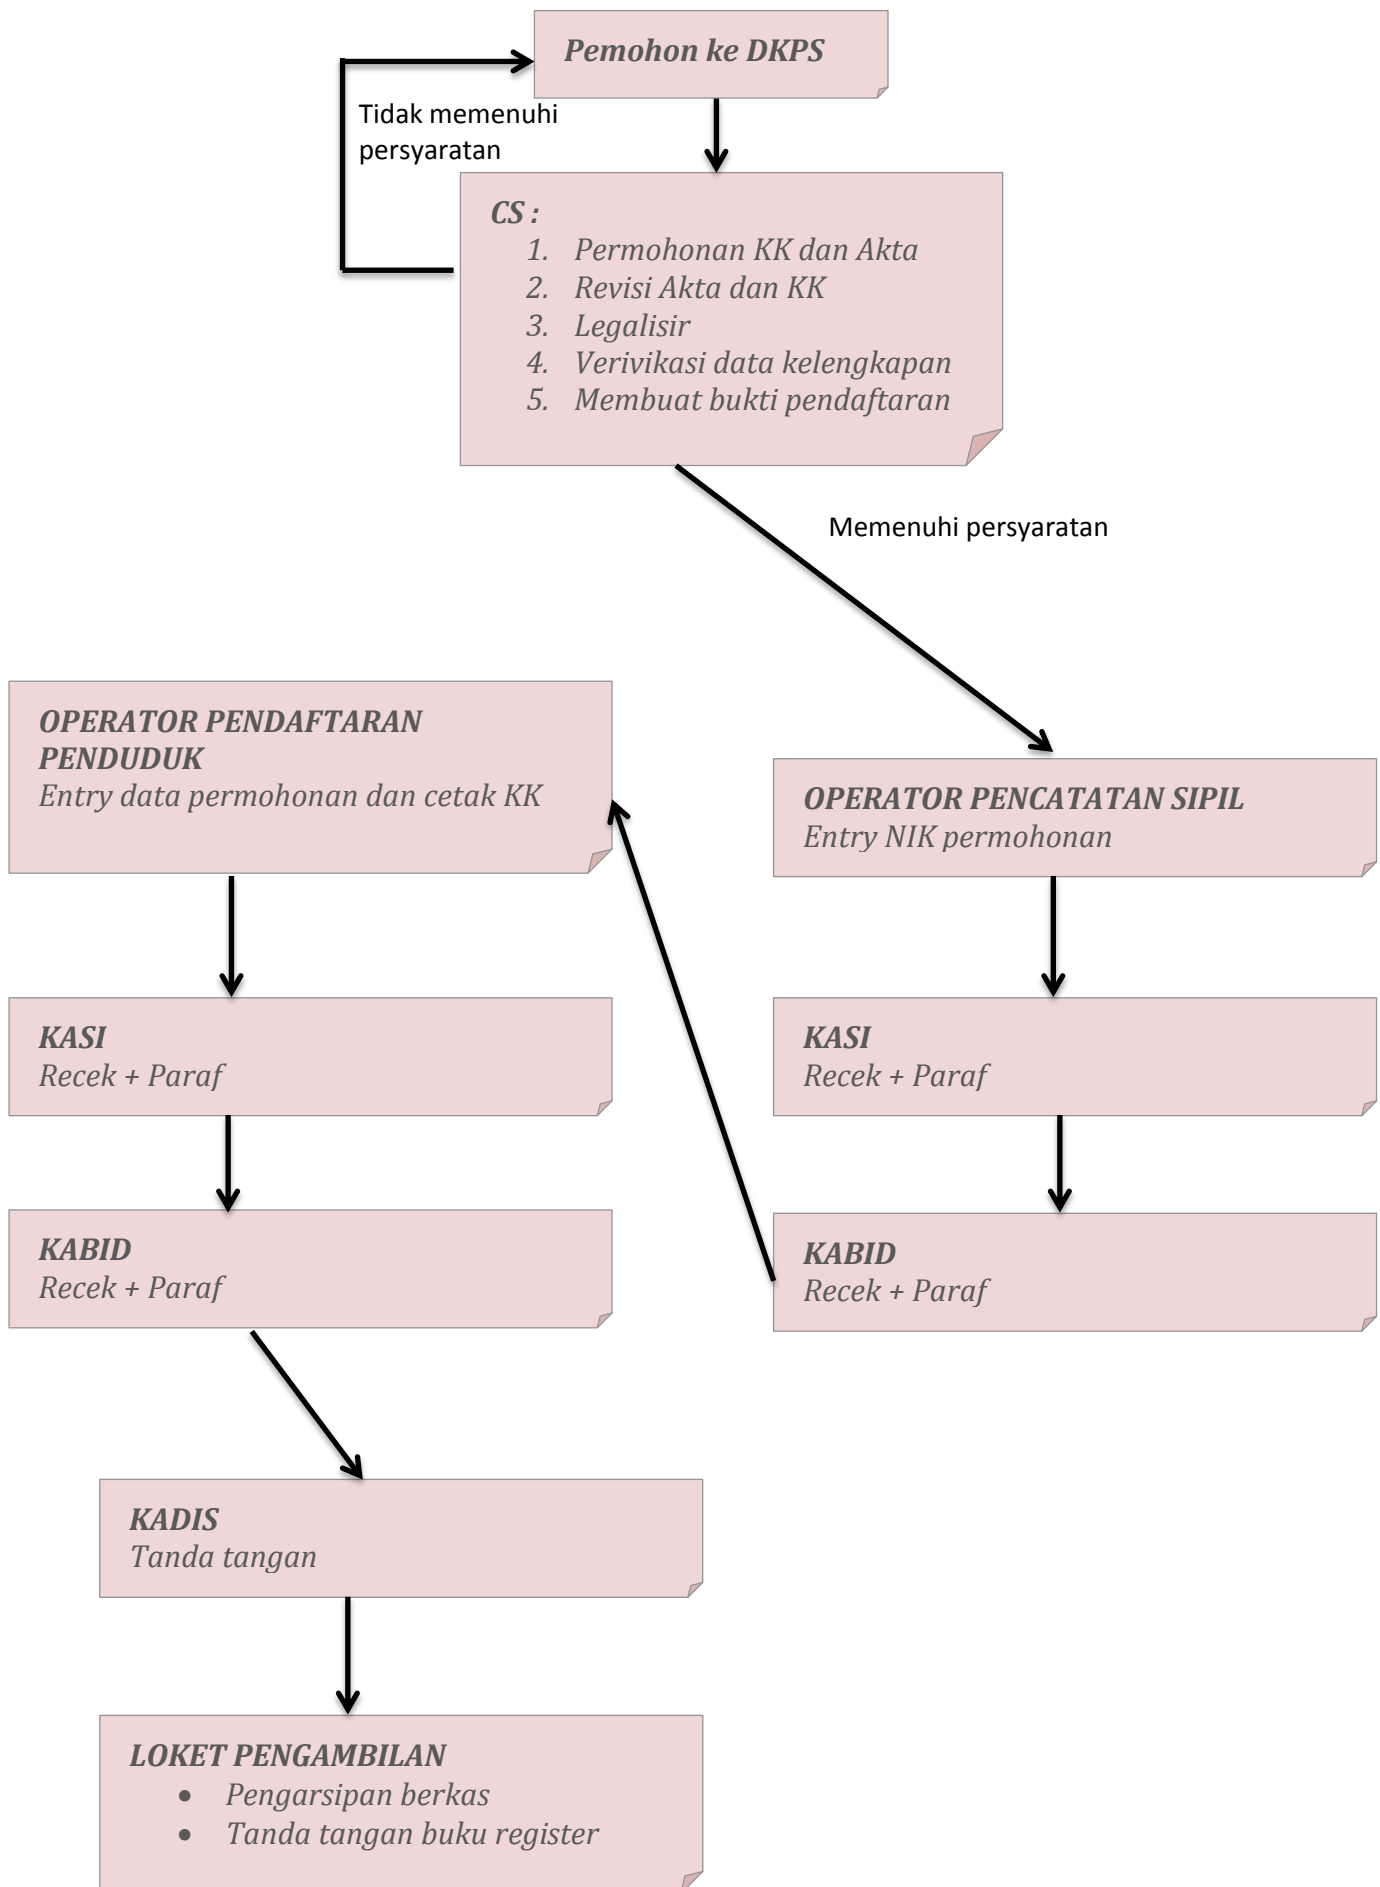 Pemohon ke DKPS
Tidak memenuhi
persyaratan
CS :
1. Permohonan KK dan Akta
2. Revisi Akta dan KK
3. Legalisir
4. Verivikasi data kelengkapan
5. Membuat bukti pendaftaran
Memenuhi persyaratan
OPERATOR PENDAFTARAN
PENDUDUK
Entry data permohonan dan cetak KK
OPERATOR PENCATATAN SIPIL
Entry NIK permohonan
KASI
Recek + Paraf
KASI
Recek + Paraf
KABID
Recek + Paraf
KABID
Recek + Paraf
KADIS
Tanda tangan
LOKET PENGAMBILAN
• Pengarsipan berkas
• Tanda tangan buku register